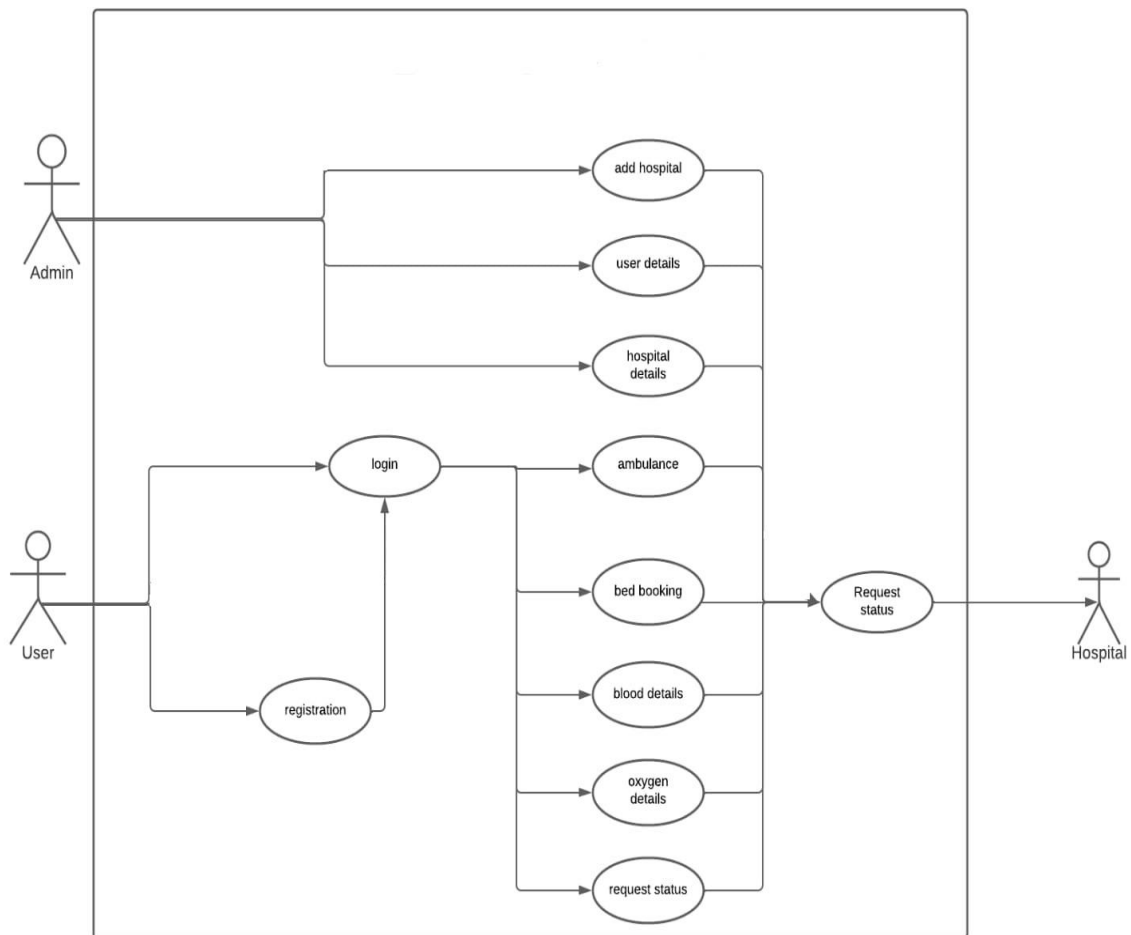 add hospital
user details
Admin
hospital
details
login
ambulance
bed booking
Request
status
User
Hospital
registration
blood details
oxygen
details
request status